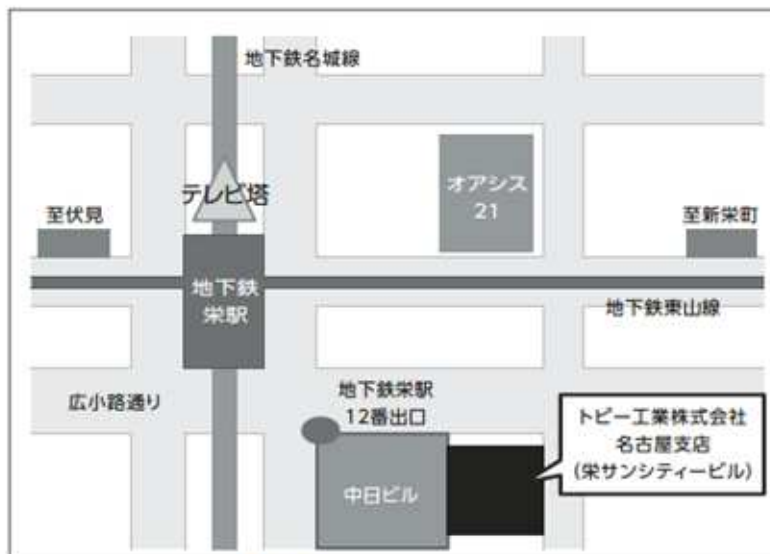 地下鉄名城線
テレビ塔
オアシス
21
至伏見
至新栄町
地下鉄
栄駅
地下鉄東山線
広小路通り
地下鉄栄駅
12番出口
トピー工業株式会社
名古屋支店
(栄サンシティービル)
中日ビル